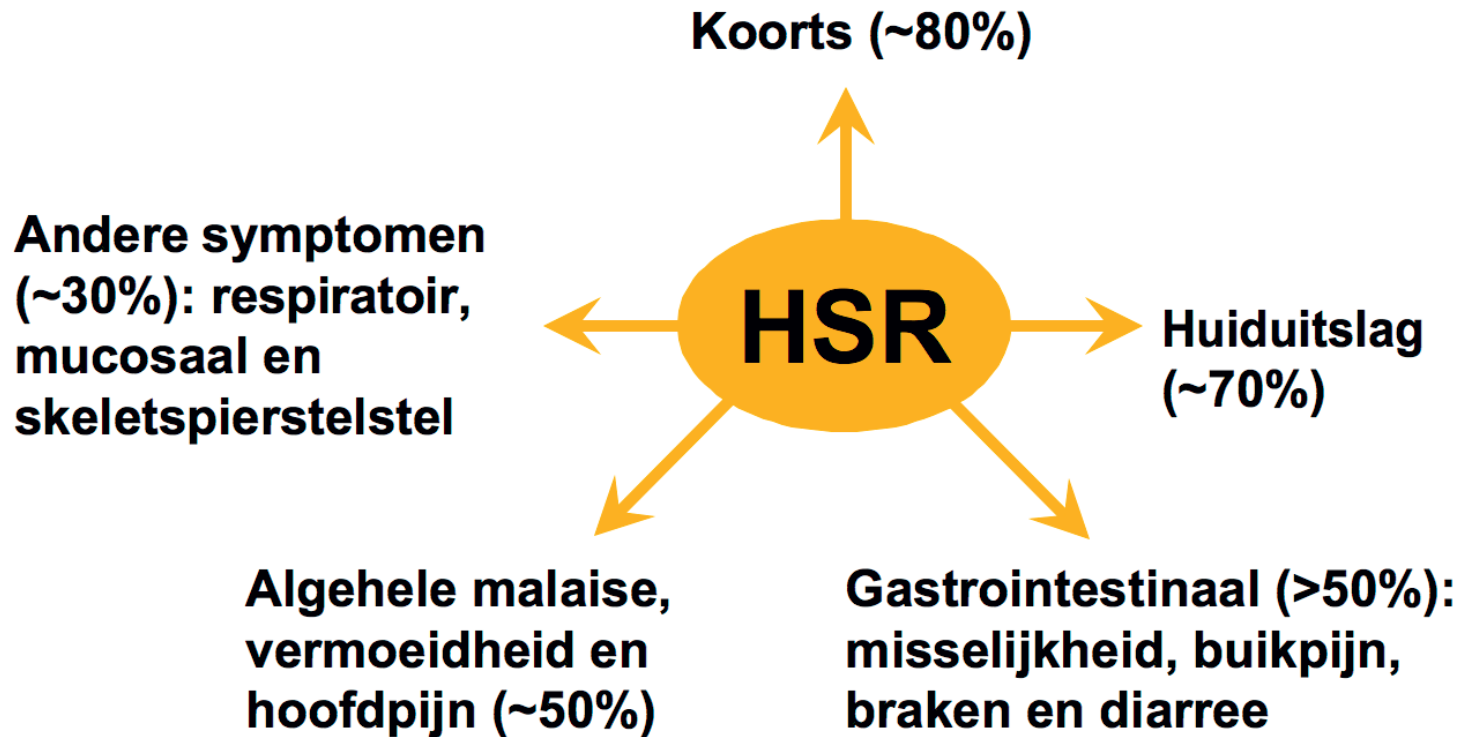 Koorts (~80%)
Andere symptomen
(~30%): respiratoir,
mucosaal en
skeletspierstelstel
HSR
Huiduitslag
(~70%)
Algehele malaise,
vermoeidheid en
hoofdpijn (~50%)
Gastrointestinaal (>50%):
misselijkheid, buikpijn,
braken en diarree